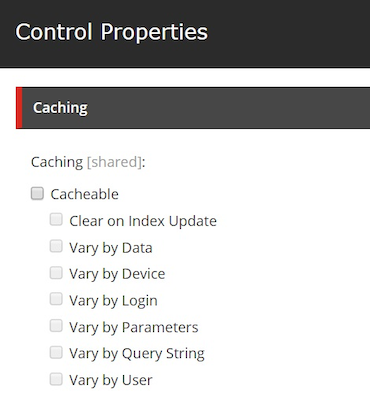 Control Properties
Caching
Caching [shared]:
Cacheable
Clear on Index Update
Vary by Data
Vary by Device
Vary by Login
Vary by Parameters
Vary by Query String
Vary by User